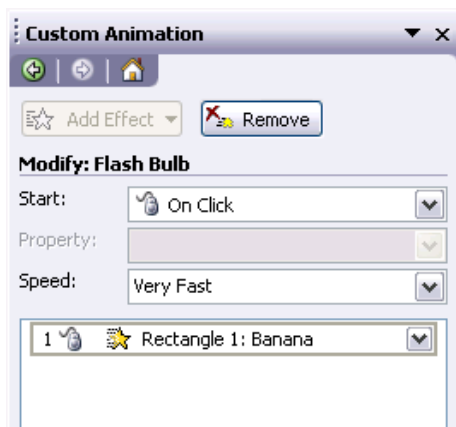 Custom Animation
Add Effect Remove
Modify: Flash Bulb
Start: On Click
Property:
Speed: Very Fast
1 Rectangle 1: Banana